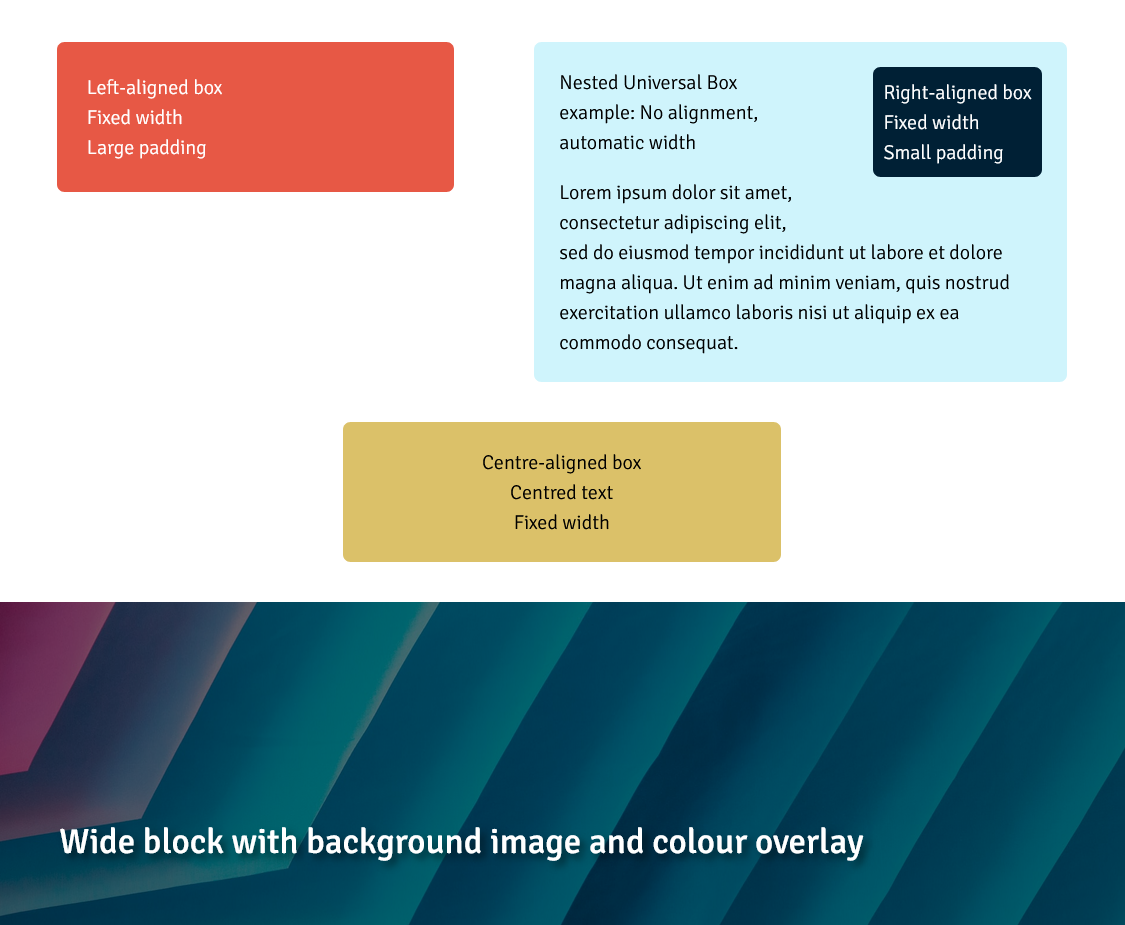 Left-aligned box
Fixed width
Large padding
Nested Universal Box
example: No alignment,
automatic width
Right-aligned box
Fixed width
Small padding
Lorem ipsum dolor sit amet,
consectetur adipiscing elit,
sed do eiusmod tempor incididunt ut labore et dolore
magna aliqua. Ut enim ad minim veniam, quis nostrud
exercitation ullamco laboris nisi ut aliquip ex ea
commodo consequat.
Centre-aligned box
Centred text
Fixed width
Wide block with background image and colour overlay